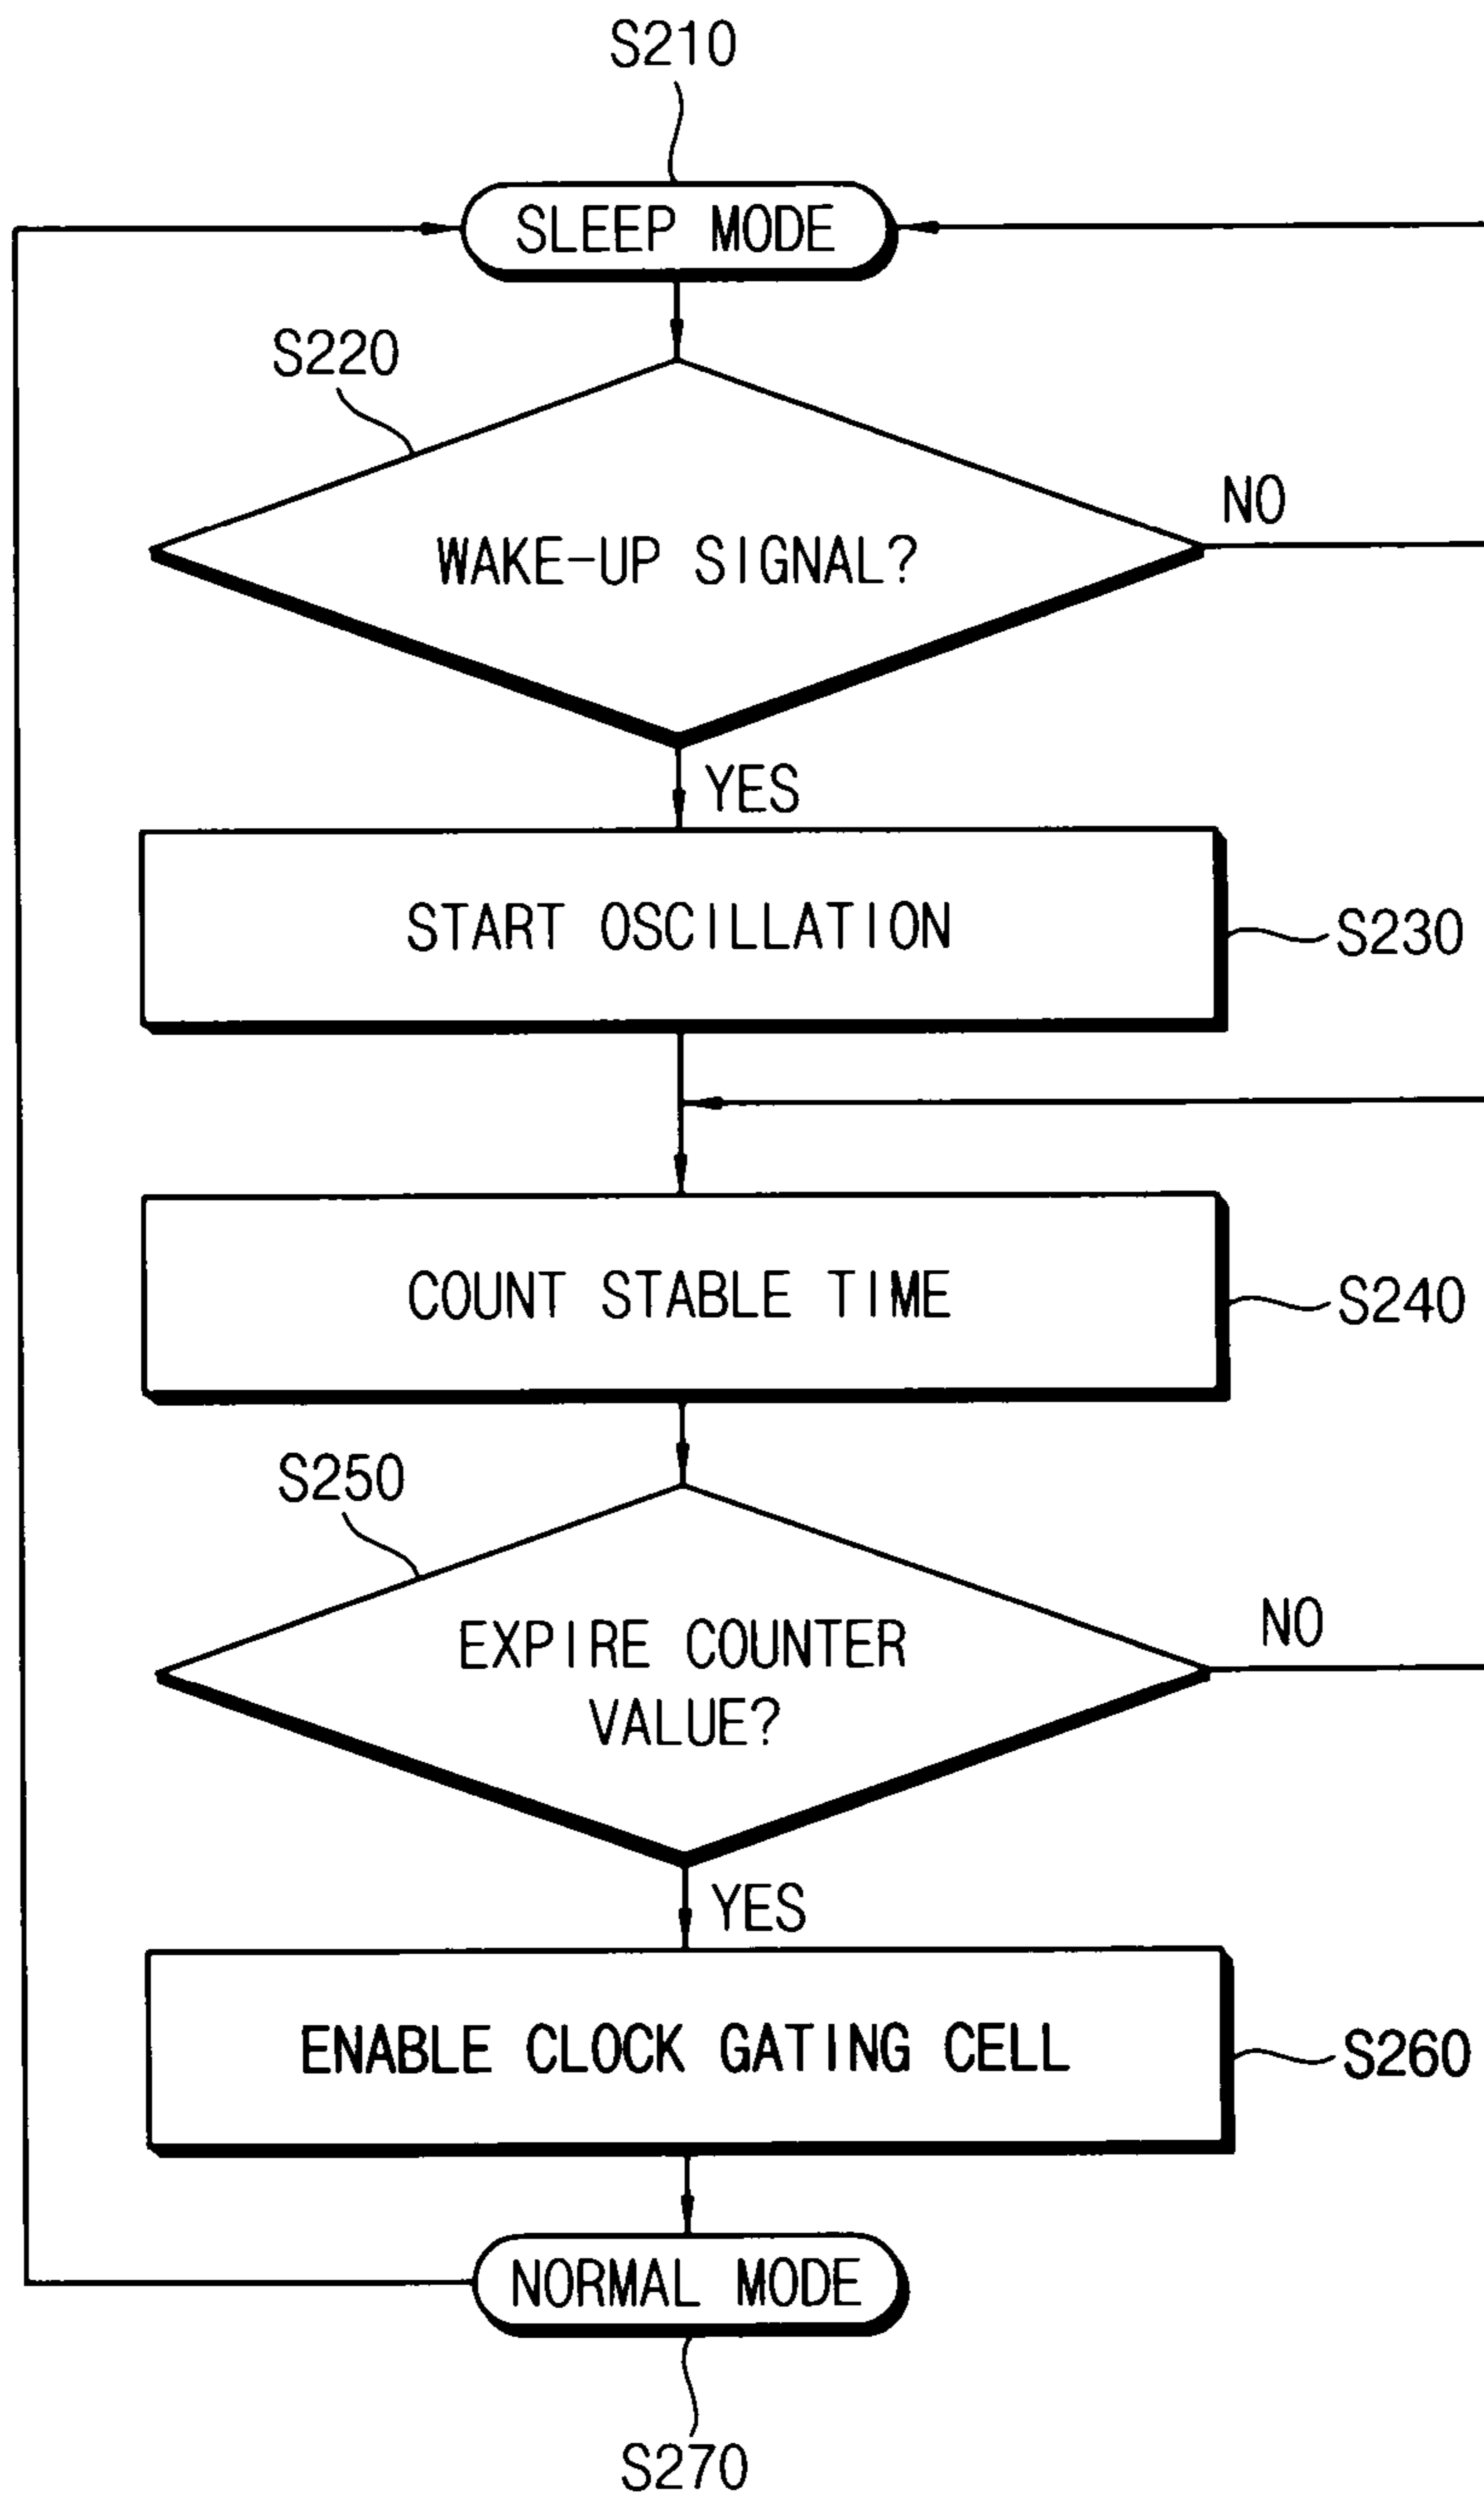 S210
SLEEP MODE
S220
NO
WAKE-UP SIGNAL?
YES
START OSCILLATION
S230
COUNT STABLE TIME
S240
S250
NO
EXPIRE COUNTER
VALUE?
YES
ENABLE CLOCK GATING CELL
S260
NORMAL MODE
S270